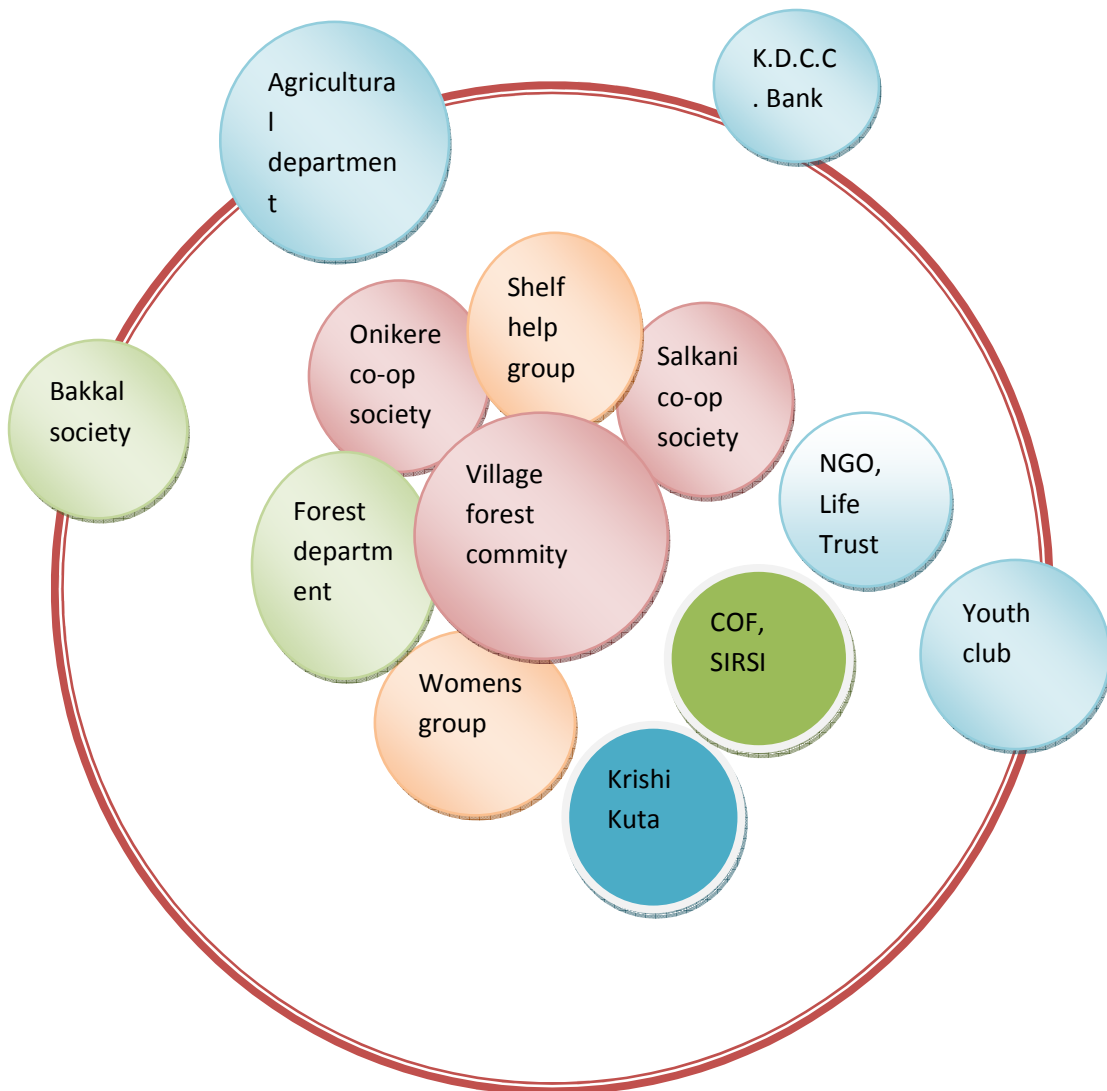 Agricultura
l
departmen
t
K.D.C.C
. Bank
Shelf
help
group
Onikere
co-op
society
Salkani
co-op
society
Bakkal
society
Village
forest
commity
NGO,
Life
Trust
Forest
departm
ent
COF,
SIRSI
Youth
club
Womens
group
Krishi
Kuta